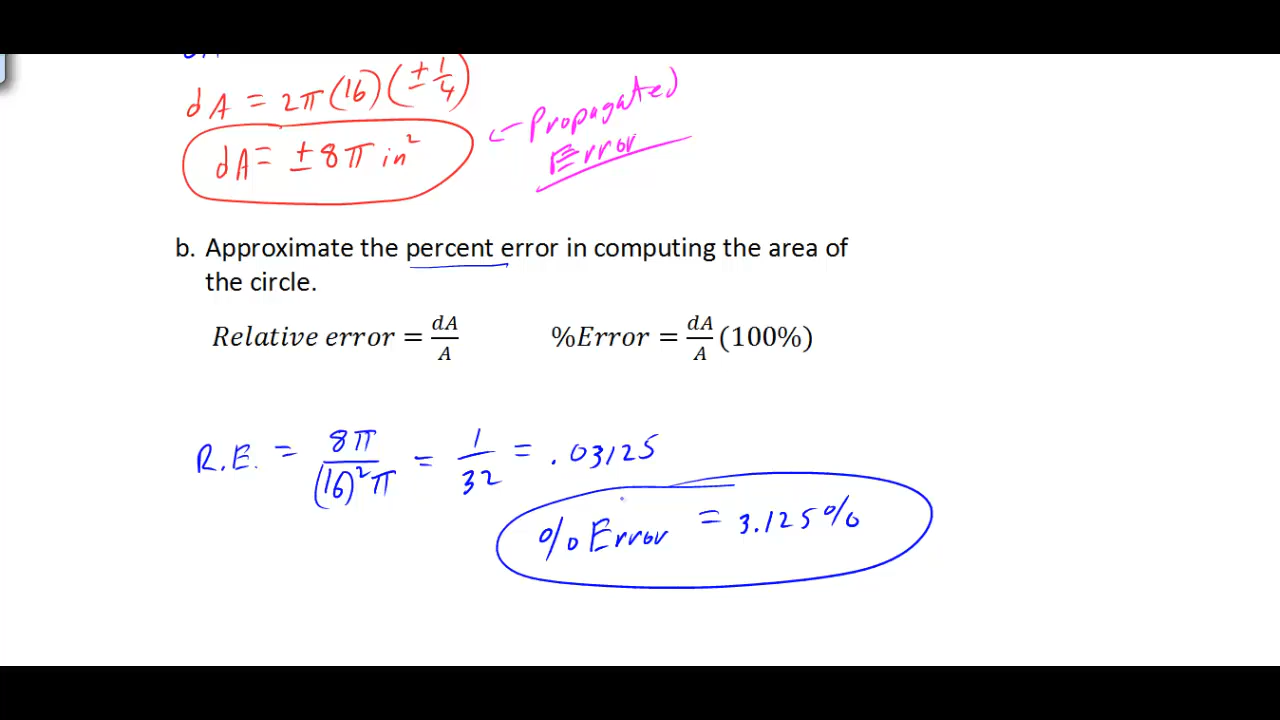 dA = 2π(16)(± 1/4)
dA = ± 8π in²
← Propagated
Error
b. Approximate the percent error in computing the area of
the circle.
Relative error = dA/A %Error = dA/A (100%)
R.E. = 8π/(16)²π = 1/32 = .03125
% Error = 3.125%